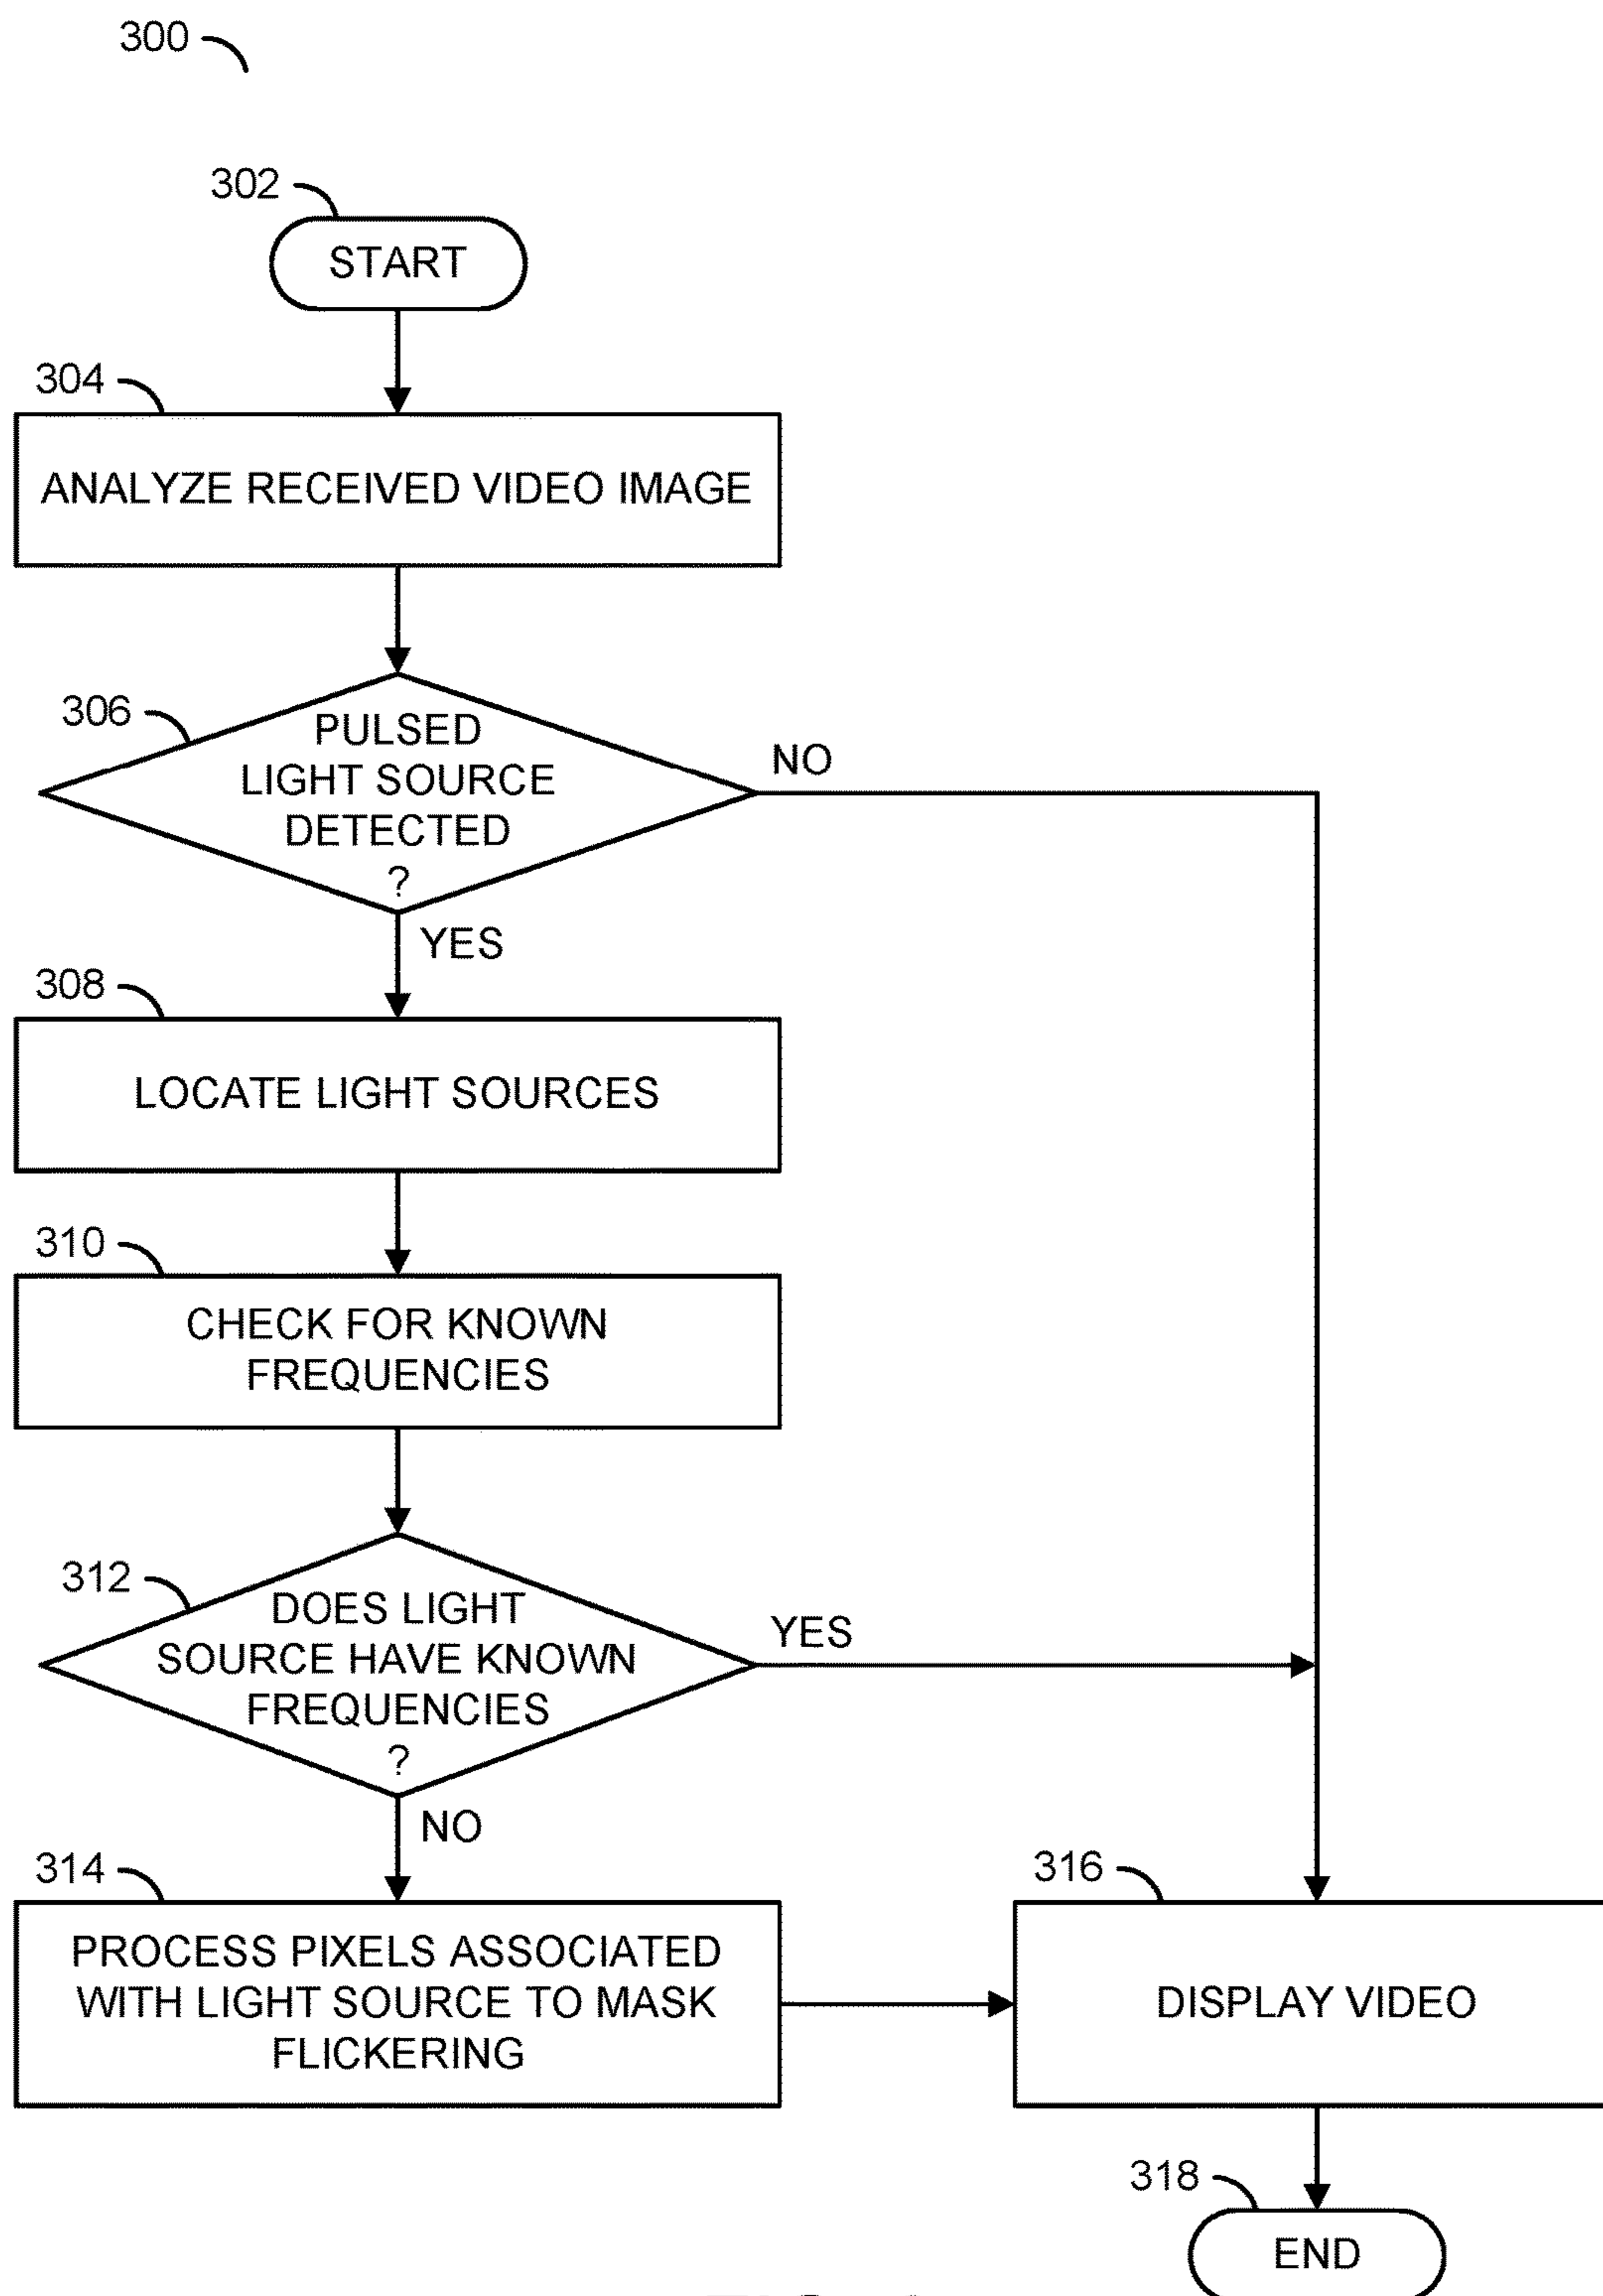 300
302
START
304
ANALYZE RECEIVED VIDEO IMAGE
306
PULSED
LIGHT SOURCE
DETECTED
?
NO
YES
308
LOCATE LIGHT SOURCES
310
CHECK FOR KNOWN
FREQUENCIES
312
DOES LIGHT
SOURCE HAVE KNOWN
FREQUENCIES
?
YES
NO
314
PROCESS PIXELS ASSOCIATED
WITH LIGHT SOURCE TO MASK
FLICKERING
316
DISPLAY VIDEO
318
END